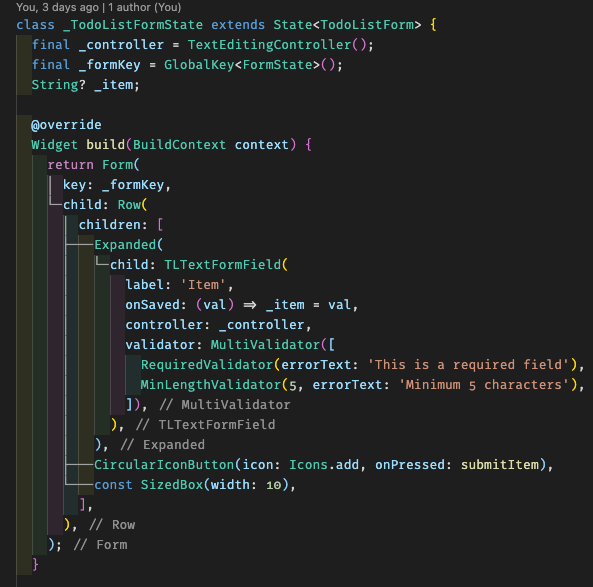 You, 3 days ago | 1 author (You)
class _TodoListFormState extends State<TodoListForm> {
  final _controller = TextEditingController();
  final _formKey = GlobalKey<FormState>();
  String? _item;

  @override
  Widget build(BuildContext context) {
    return Form(
      key: _formKey,
      child: Row(
        children: [
          Expanded(
            child: TLTextFormField(
              label: 'Item',
              onSaved: (val) => _item = val,
              controller: _controller,
              validator: MultiValidator([
                RequiredValidator(errorText: 'This is a required field'),
                MinLengthValidator(5, errorText: 'Minimum 5 characters'),
              ]), // MultiValidator
            ), // TLTextFormField
          ), // Expanded
          CircularIconButton(icon: Icons.add, onPressed: submitItem),
          const SizedBox(width: 10),
        ],
      ), // Row
    ); // Form
  }